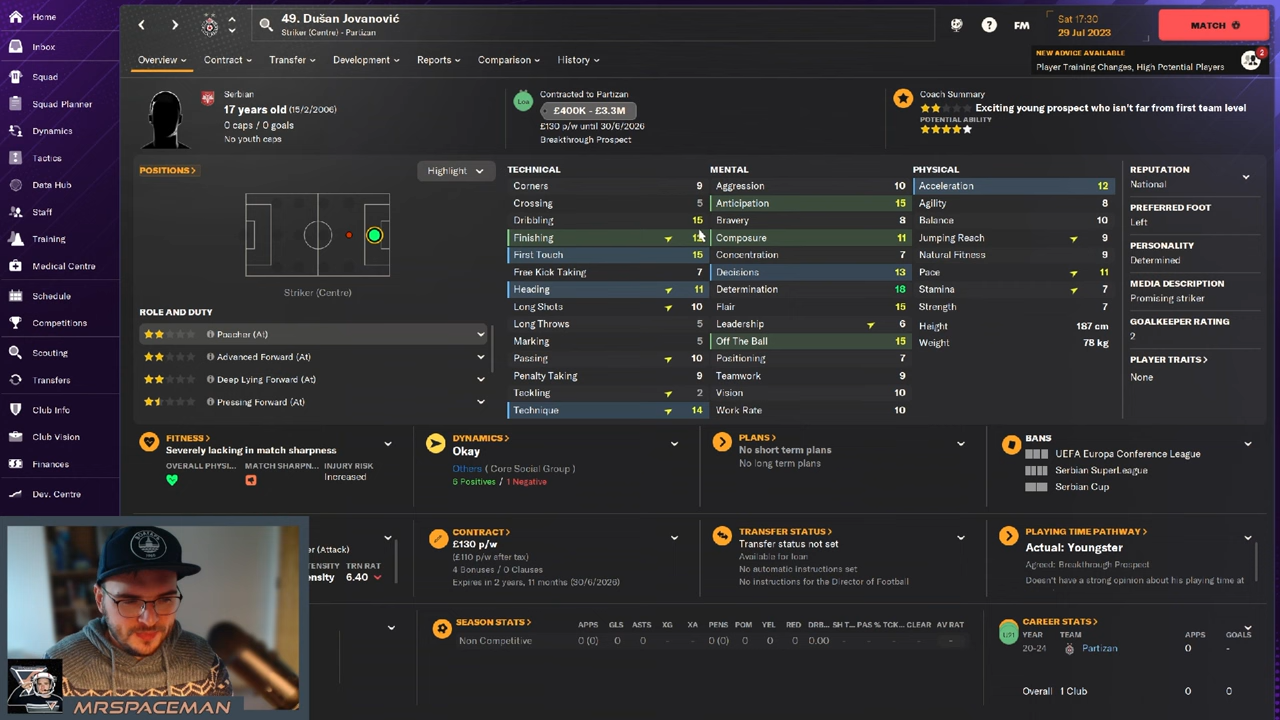 Home
Inbox
Squad
Squad Planner
Dynamics
Tactics
Data Hub
Staff
Training
Medical Centre
Schedule
Competitions
Scouting
Transfers
Club Info
Club Vision
Finances
Dev. Centre
49. Dušan Jovanović
Striker (Centre) - Partizan
FM
Sat 17:30
29 Jul 2023
MATCH
NEW ADVICE AVAILABLE
Player Training Changes, High Potential Players
2
Overview
Contract
Transfer
Development
Reports
Comparison
History
Serbian
17 years old (15/2/2006)
0 caps / 0 goals
No youth caps
Loa
Contracted to Partizan
£400K - £3.3M
£130 p/w until 30/6/2026
Breakthrough Prospect
Coach Summary
Exciting young prospect who isn't far from first team level
POTENTIAL ABILITY
POSITIONS >
Highlight
Striker (Centre)
ROLE AND DUTY
Poacher (At)
Advanced Forward (At)
Deep Lying Forward (At)
Pressing Forward (At)
TECHNICAL
Corners 9
Crossing 5
Dribbling 15
Finishing
First Touch 15
Free Kick Taking 7
Heading 11
Long Shots 10
Long Throws 5
Marking 5
Passing 10
Penalty Taking 9
Tackling 2
Technique 14
MENTAL
Aggression 10
Anticipation 15
Bravery 8
Composure 11
Concentration 7
Decisions 13
Determination 18
Flair 15
Leadership 6
Off The Ball 15
Positioning 7
Teamwork 9
Vision 10
Work Rate 10
PHYSICAL
Acceleration 12
Agility 8
Balance 10
Jumping Reach 9
Natural Fitness 9
Pace 11
Stamina 7
Strength 7
Height 187 cm
Weight 78 kg
REPUTATION
National
PREFERRED FOOT
Left
PERSONALITY
Determined
MEDIA DESCRIPTION
Promising striker
GOALKEEPER RATING
2
PLAYER TRAITS >
None
FITNESS >
Severely lacking in match sharpness
OVERALL PHYSI... MATCH SHARPN... INJURY RISK
Increased
DYNAMICS >
Okay
Others ( Core Social Group )
5 Positives / 1 Negative
PLANS >
No short term plans
No long term plans
BANS
UEFA Europa Conference League
Serbian SuperLeague
Serbian Cup
r (Attack)
TENSITY TRN RAT
ensity 6.40
CONTRACT >
£130 p/w
(£110 p/w after tax)
4 Bonuses / 0 Clauses
Expires in 2 years, 11 months (30/6/2026)
TRANSFER STATUS >
Transfer status not set
Available for loan
No automatic instructions set
No instructions for the Director of Football
PLAYING TIME PATHWAY >
Actual: Youngster
Agreed: Breakthrough Prospect
Doesn't have a strong opinion about his playing time at
SEASON STATS > APPS GLS ASTS XG XA PENS POM YEL RED DRB... SH T... PAS % TCK... CLEAR AV RAT
Non Competitive 0 (0) 0 0 - - 0 (0) 0 0 0 0.00 - - - - -
CAREER STATS >
YEAR TEAM APPS GOALS
20-24 Partizan 0 -
Overall 1 Club 0 0
MRSPACEMAN